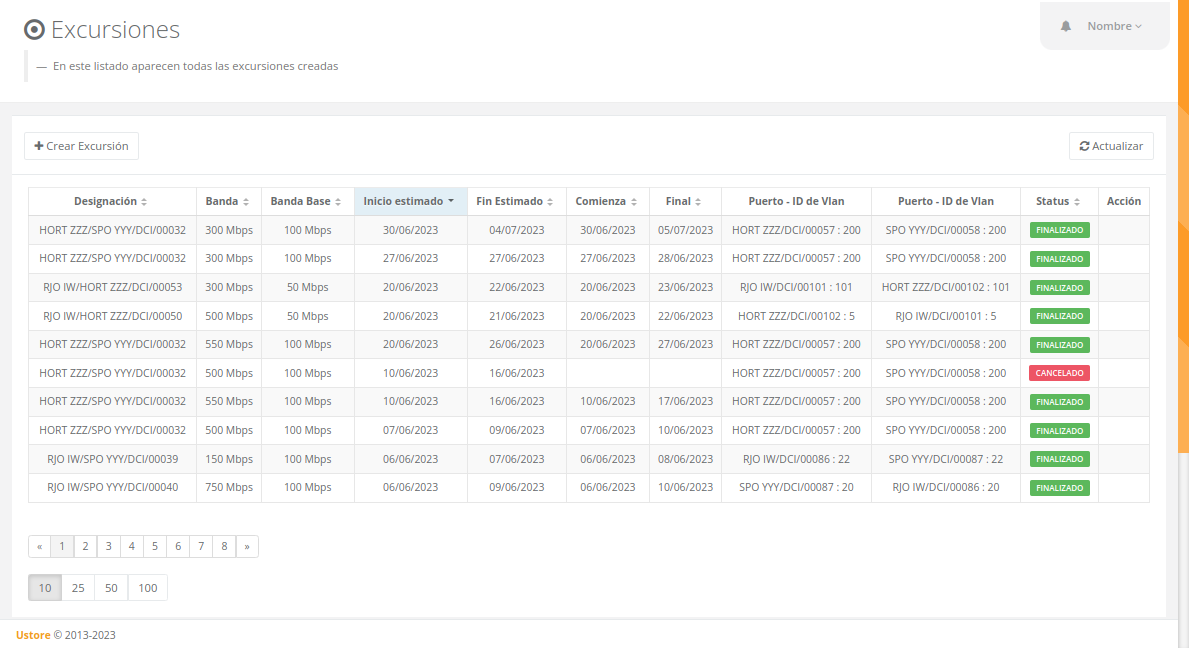 Excursiones
Nombre
— En este listado aparecen todas las excursiones creadas
Crear Excursión
Actualizar
Designación Banda Banda Base Inicio estimado Fin Estimado Comienza Final Puerto - ID de Vlan Puerto - ID de Vlan Status Acción
HORT ZZZ/SPO YYY/DCI/00032 300 Mbps 100 Mbps 30/06/2023 04/07/2023 30/06/2023 05/07/2023 HORT ZZZ/DCI/00057 : 200 SPO YYY/DCI/00058 : 200 FINALIZADO
HORT ZZZ/SPO YYY/DCI/00032 300 Mbps 100 Mbps 27/06/2023 27/06/2023 27/06/2023 28/06/2023 HORT ZZZ/DCI/00057 : 200 SPO YYY/DCI/00058 : 200 FINALIZADO
RJO IW/HORT ZZZ/DCI/00053 300 Mbps 50 Mbps 20/06/2023 22/06/2023 20/06/2023 23/06/2023 RJO IW/DCI/00101 : 101 HORT ZZZ/DCI/00102 : 101 FINALIZADO
RJO IW/HORT ZZZ/DCI/00050 500 Mbps 50 Mbps 20/06/2023 21/06/2023 20/06/2023 22/06/2023 HORT ZZZ/DCI/00102 : 5 RJO IW/DCI/00101 : 5 FINALIZADO
HORT ZZZ/SPO YYY/DCI/00032 550 Mbps 100 Mbps 20/06/2023 26/06/2023 20/06/2023 27/06/2023 HORT ZZZ/DCI/00057 : 200 SPO YYY/DCI/00058 : 200 FINALIZADO
HORT ZZZ/SPO YYY/DCI/00032 500 Mbps 100 Mbps 10/06/2023 16/06/2023 HORT ZZZ/DCI/00057 : 200 SPO YYY/DCI/00058 : 200 CANCELADO
HORT ZZZ/SPO YYY/DCI/00032 550 Mbps 100 Mbps 10/06/2023 16/06/2023 10/06/2023 17/06/2023 HORT ZZZ/DCI/00057 : 200 SPO YYY/DCI/00058 : 200 FINALIZADO
HORT ZZZ/SPO YYY/DCI/00032 500 Mbps 100 Mbps 07/06/2023 09/06/2023 07/06/2023 10/06/2023 HORT ZZZ/DCI/00057 : 200 SPO YYY/DCI/00058 : 200 FINALIZADO
RJO IW/SPO YYY/DCI/00039 150 Mbps 100 Mbps 06/06/2023 07/06/2023 06/06/2023 08/06/2023 RJO IW/DCI/00086 : 22 SPO YYY/DCI/00087 : 22 FINALIZADO
RJO IW/SPO YYY/DCI/00040 750 Mbps 100 Mbps 06/06/2023 09/06/2023 06/06/2023 10/06/2023 SPO YYY/DCI/00087 : 20 RJO IW/DCI/00086 : 20 FINALIZADO
« 1 2 3 4 5 6 7 8 »
10 25 50 100
Ustore © 2013-2023